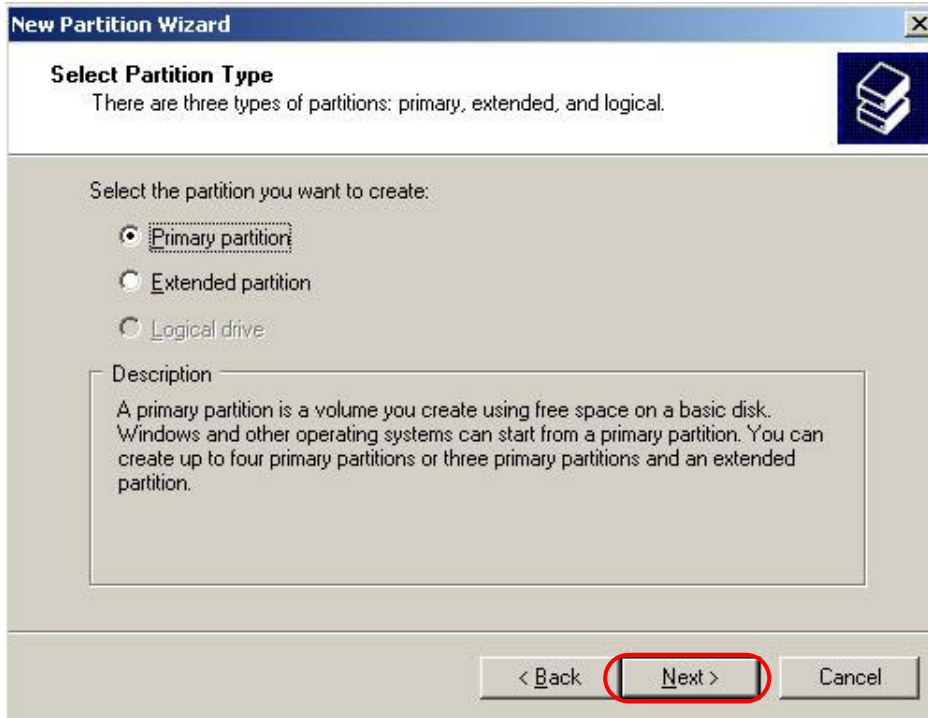 New Partition Wizard
Select Partition Type
There are three types of partitions: primary, extended, and logical.
Select the partition you want to create:
Primary partition
Extended partition
Logical drive
Description
A primary partition is a volume you create using free space on a basic disk.
Windows and other operating systems can start from a primary partition. You can
create up to four primary partitions or three primary partitions and an extended
partition.
< Back
Next >
Cancel